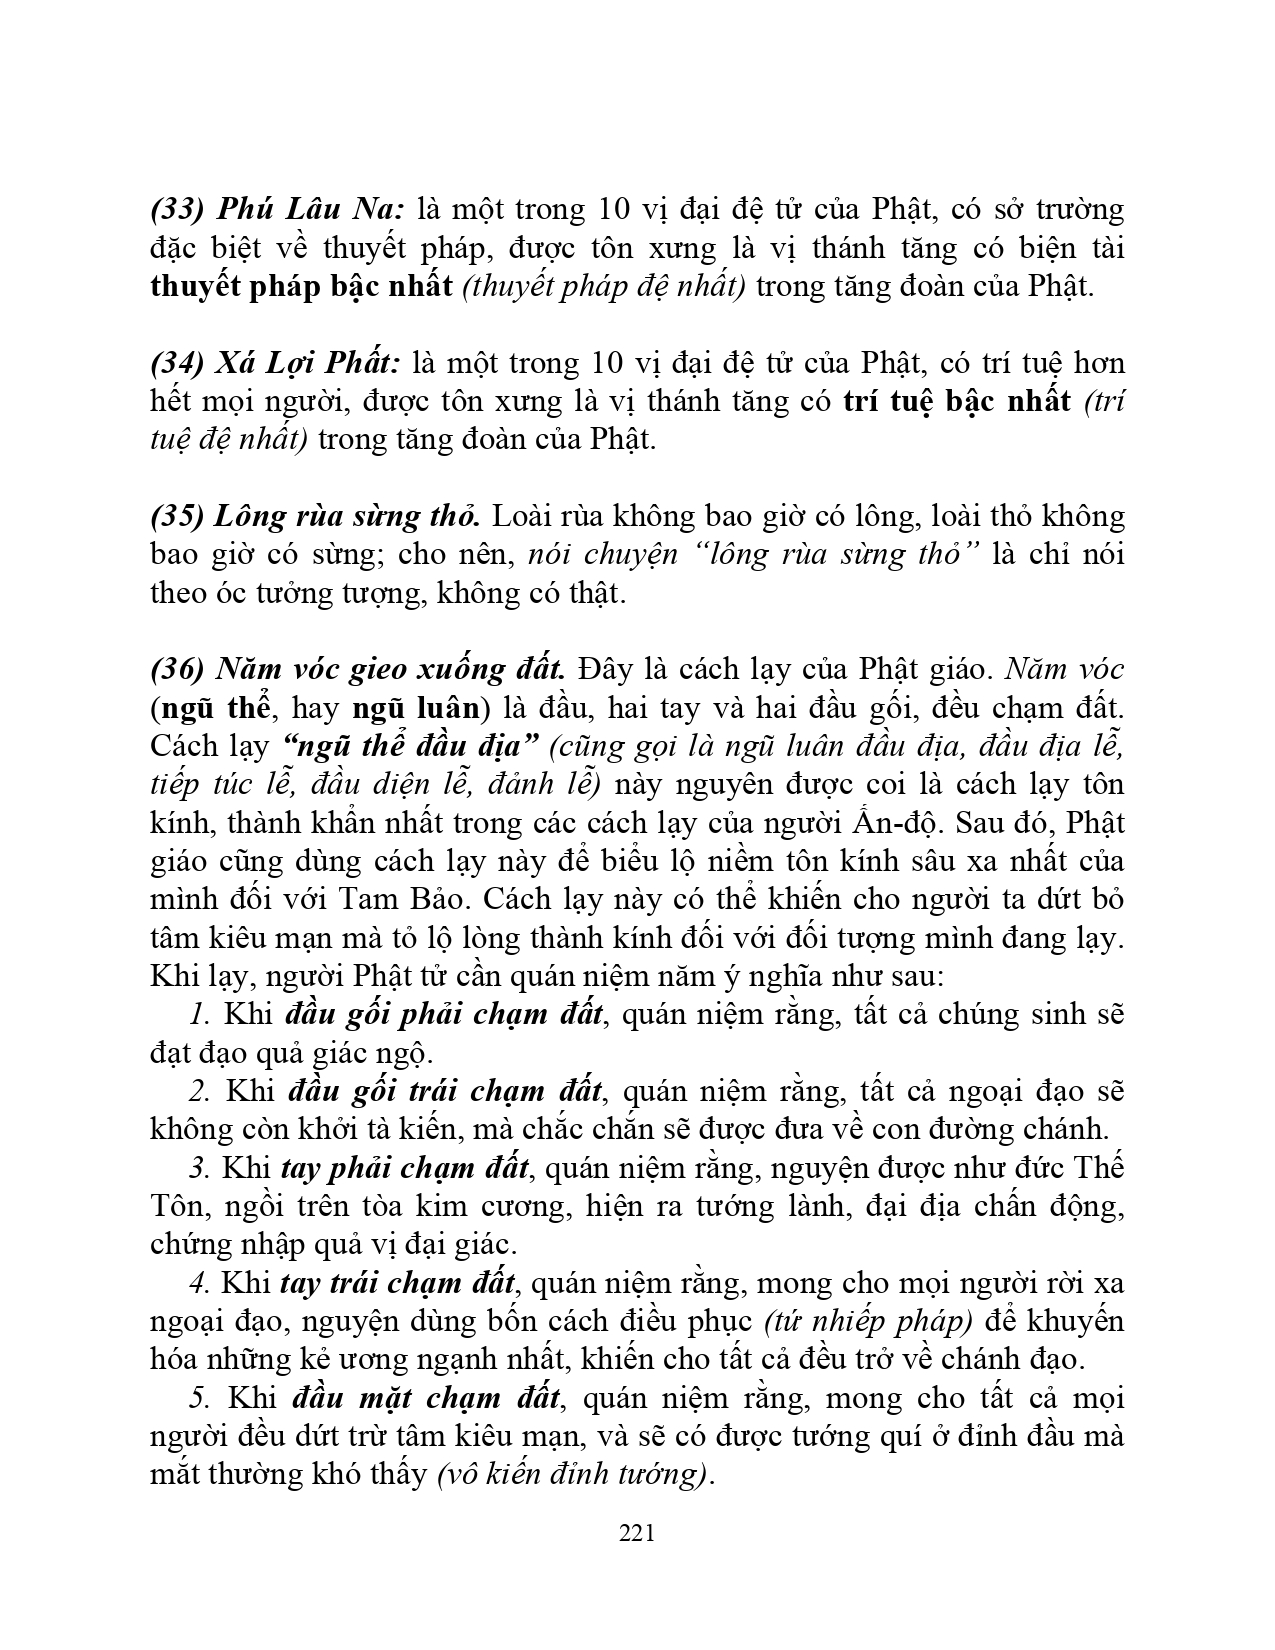 (33) Phú Lâu Na: là một trong 10 vị đại đệ tử của Phật, có sở trường
đặc biệt về thuyết pháp, được tôn xưng là vị thánh tăng có biện tài
thuyết pháp bậc nhất (thuyết pháp đệ nhất) trong tăng đoàn của Phật.
(34) Xá Lợi Phất: là một trong 10 vị đại đệ tử của Phật, có trí tuệ hơn
hết mọi người, được tôn xưng là vị thánh tăng có trí tuệ bậc nhất (trí
tuệ đệ nhất) trong tăng đoàn của Phật.
(35) Lông rùa sừng thỏ. Loài rùa không bao giờ có lông, loài thỏ không
bao giờ có sừng; cho nên, nói chuyện “lông rùa sừng thỏ” là chỉ nói
theo óc tưởng tượng, không có thật.
(36) Năm vóc gieo xuống đất. Đây là cách lạy của Phật giáo. Năm vóc
(ngũ thể, hay ngũ luân) là đầu, hai tay và hai đầu gối, đều chạm đất.
Cách lạy “ngũ thể đầu địa” (cũng gọi là ngũ luân đầu địa, đầu địa lễ,
tiếp túc lễ, đầu diện lễ, đảnh lễ) này nguyên được coi là cách lạy tôn
kính, thành khẩn nhất trong các cách lạy của người Ấn-độ. Sau đó, Phật
giáo cũng dùng cách lạy này để biểu lộ niềm tôn kính sâu xa nhất của
mình đối với Tam Bảo. Cách lạy này có thể khiến cho người ta dứt bỏ
tâm kiêu mạn mà tỏ lộ lòng thành kính đối với đối tượng mình đang lạy.
Khi lạy, người Phật tử cần quán niệm năm ý nghĩa như sau:
1. Khi đầu gối phải chạm đất, quán niệm rằng, tất cả chúng sinh sẽ
đạt đạo quả giác ngộ.
2. Khi đầu gối trái chạm đất, quán niệm rằng, tất cả ngoại đạo sẽ
không còn khởi tà kiến, mà chắc chắn sẽ được đưa về con đường chánh.
3. Khi tay phải chạm đất, quán niệm rằng, nguyện được như đức Thế
Tôn, ngồi trên tòa kim cương, hiện ra tướng lành, đại địa chấn động,
chứng nhập quả vị đại giác.
4. Khi tay trái chạm đất, quán niệm rằng, mong cho mọi người rời xa
ngoại đạo, nguyện dùng bốn cách điều phục (tứ nhiếp pháp) để khuyến
hóa những kẻ ương ngạnh nhất, khiến cho tất cả đều trở về chánh đạo.
5. Khi đầu mặt chạm đất, quán niệm rằng, mong cho tất cả mọi
người đều dứt trừ tâm kiêu mạn, và sẽ có được tướng quí ở đỉnh đầu mà
mắt thường khó thấy (vô kiến đỉnh tướng).
221